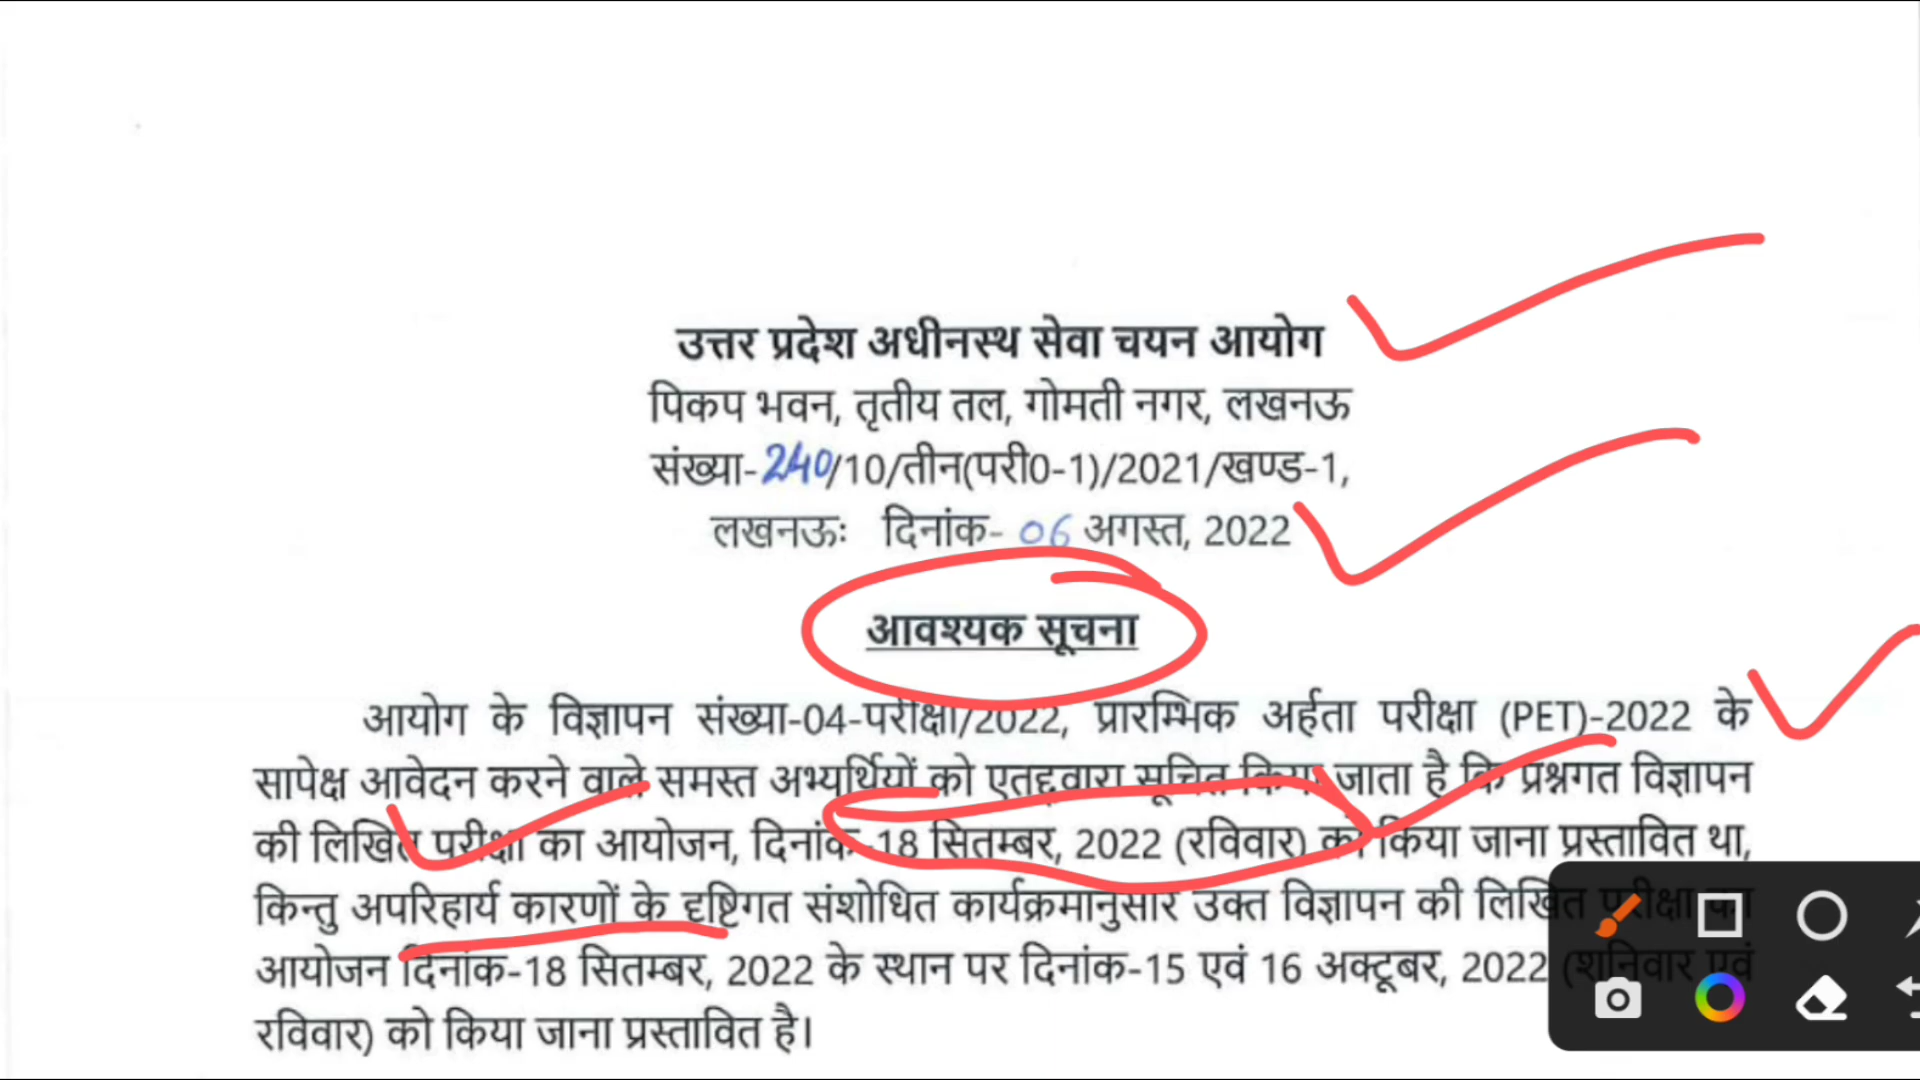 उत्तर प्रदेश अधीनस्थ सेवा चयन आयोग
पिकप भवन, तृतीय तल, गोमती नगर, लखनऊ
संख्या-240/10/तीन(परी0-1)/2021/खण्ड-1,
लखनऊः दिनांक- 06 अगस्त, 2022
आवश्यक सूचना
आयोग के विज्ञापन संख्या-04-परीक्षा/2022, प्रारम्भिक अर्हता परीक्षा (PET)-2022 के
सापेक्ष आवेदन करने वाले समस्त अभ्यर्थियों को एतद्द्वारा सूचित किया जाता है कि प्रश्नगत विज्ञापन
की लिखित परीक्षा का आयोजन, दिनांक-18 सितम्बर, 2022 (रविवार) को किया जाना प्रस्तावित था,
किन्तु अपरिहार्य कारणों के दृष्टिगत संशोधित कार्यक्रमानुसार उक्त विज्ञापन की लिखित परीक्षा का
आयोजन दिनांक-18 सितम्बर, 2022 के स्थान पर दिनांक-15 एवं 16 अक्टूबर, 2022 (शनिवार एवं
रविवार) को किया जाना प्रस्तावित है।